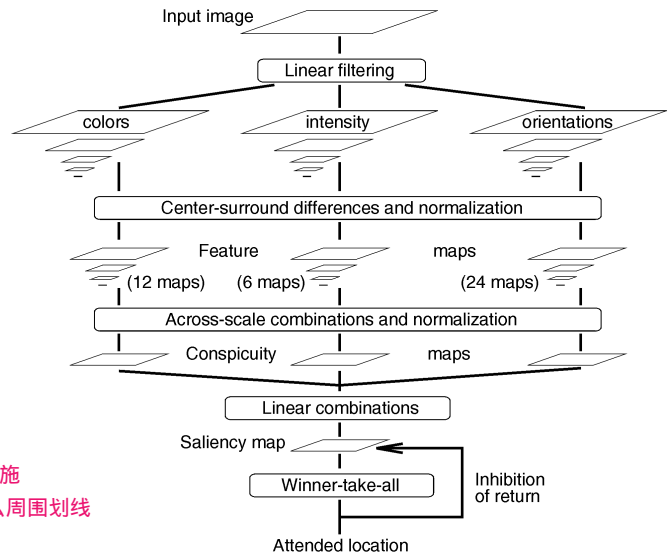 Input image
Linear filtering
colors intensity orientations
Center-surround differences and normalization
Feature maps
(12 maps) (6 maps) (24 maps)
Across-scale combinations and normalization
Conspicuity maps
Linear combinations
Saliency map
施
周围划线
Winner-take-all
Inhibition
of return
Attended location